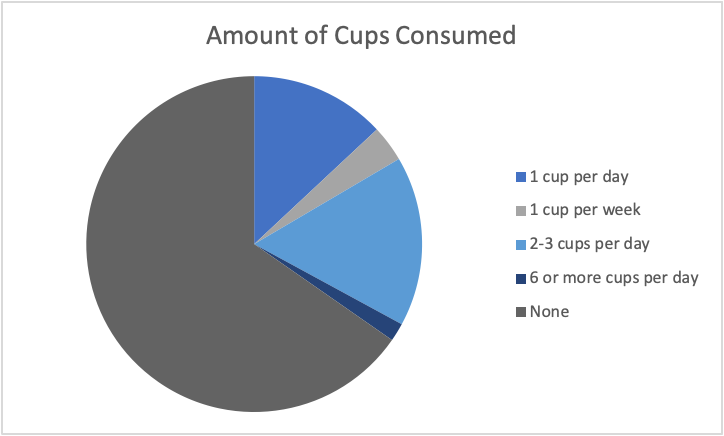 Amount of Cups Consumed
1 cup per day
1 cup per week
2-3 cups per day
6 or more cups per day
None